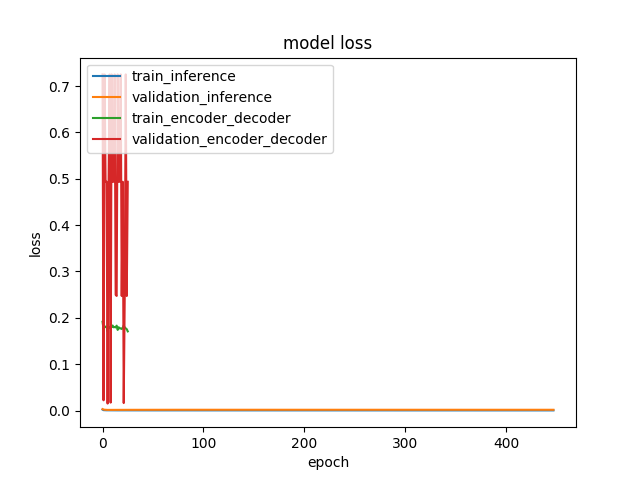 model loss
train_inference
validation_inference
train_encoder_decoder
validation_encoder_decoder
0.7
0.6
0.5
0.4
0.3
0.2
0.1
0.0
loss
0 100 200 300 400
epoch